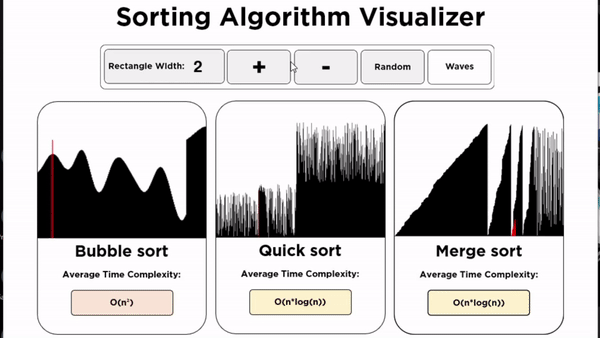 Sorting Algorithm Visualizer
Rectangle Width: 2 + - Random Waves
Bubble sort
Average Time Complexity:
O(n²)
Quick sort
Average Time Complexity:
O(n*log(n))
Merge sort
Average Time Complexity:
O(n*log(n))